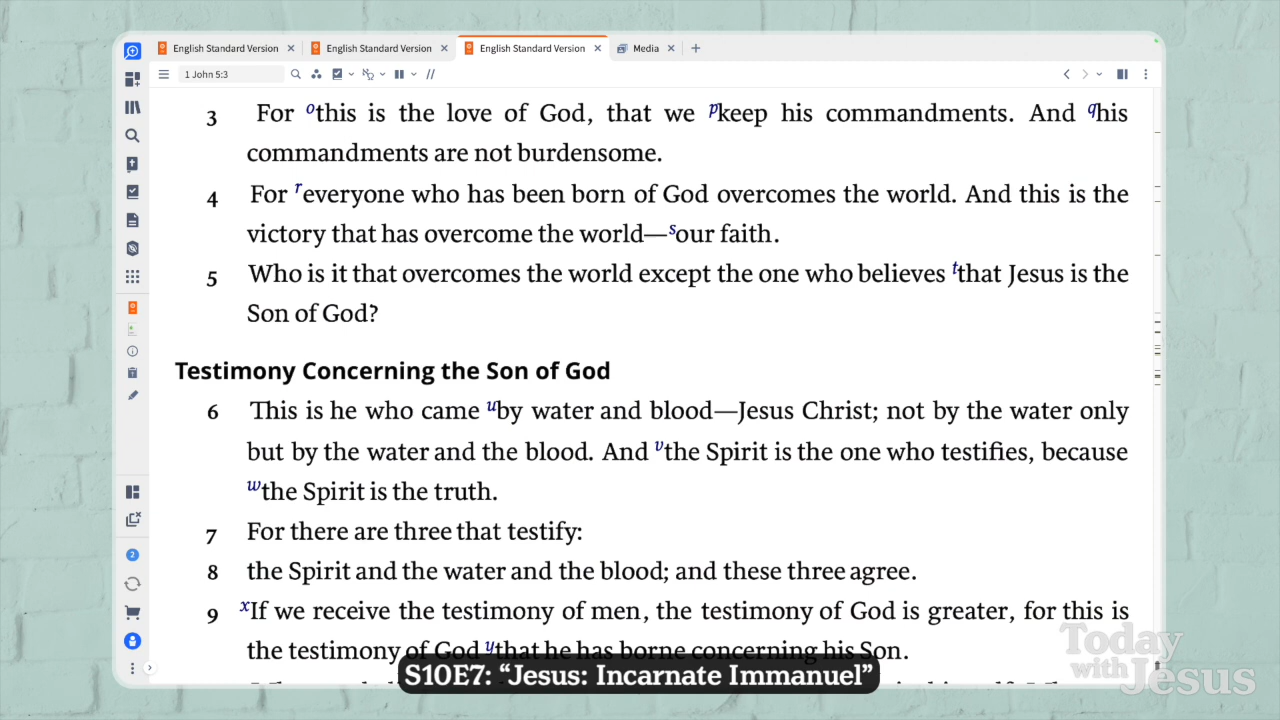 English Standard Version English Standard Version English Standard Version Media
1 John 5:3
3 For ᵒthis is the love of God, that we ᵖkeep his commandments. And qhis
commandments are not burdensome.
4 For ʳeveryone who has been born of God overcomes the world. And this is the
victory that has overcome the world—ˢour faith.
5 Who is it that overcomes the world except the one who believes ᵗthat Jesus is the
Son of God?
Testimony Concerning the Son of God
6 This is he who came ᵘby water and blood—Jesus Christ; not by the water only
but by the water and the blood. And ᵛthe Spirit is the one who testifies, because
ʷthe Spirit is the truth.
7 For there are three that testify:
8 the Spirit and the water and the blood; and these three agree.
9 ˣIf we receive the testimony of men, the testimony of God is greater, for this is
the testimony of God ʸthat he has borne concerning his Son.
S10E7: “Jesus: Incarnate Immanuel”
Today
with Jesus
2